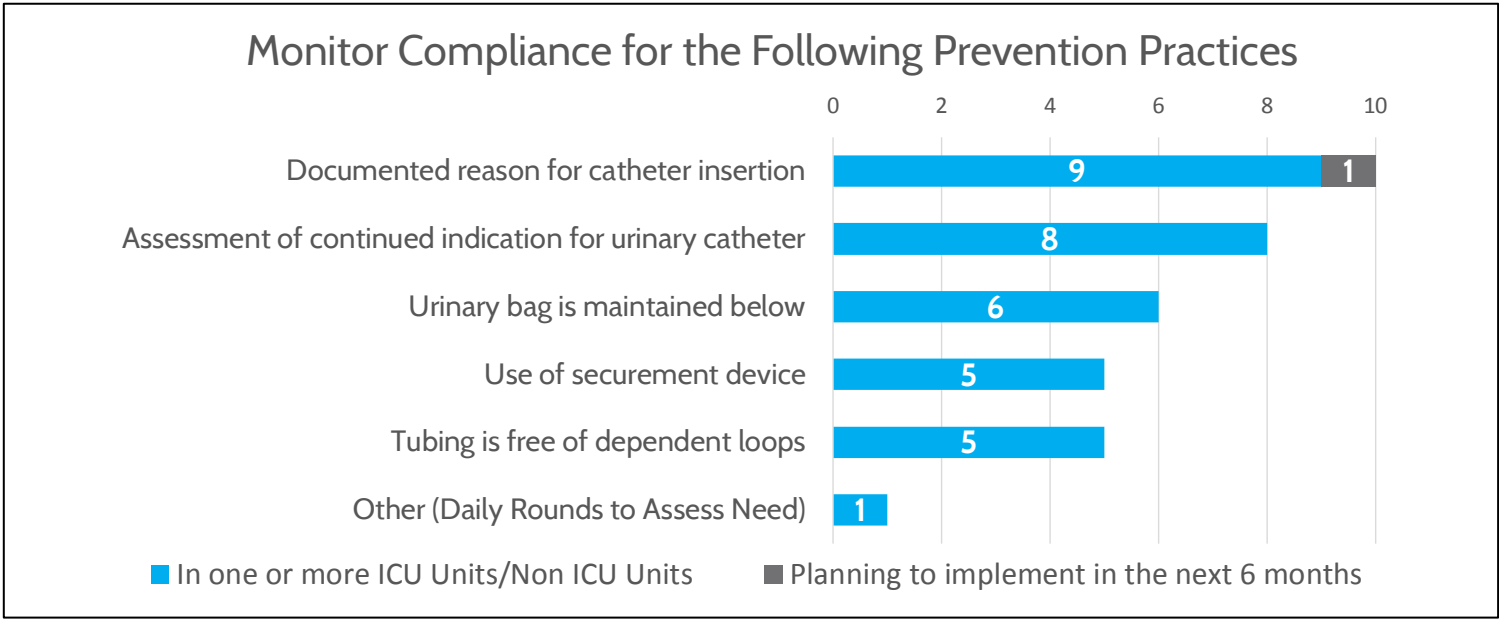 Monitor Compliance for the Following Prevention Practices
0 2 4 6 8 10
Documented reason for catheter insertion 9 1
Assessment of continued indication for urinary catheter 8
Urinary bag is maintained below 6
Use of securement device 5
Tubing is free of dependent loops 5
Other (Daily Rounds to Assess Need) 1
In one or more ICU Units/Non ICU Units Planning to implement in the next 6 months